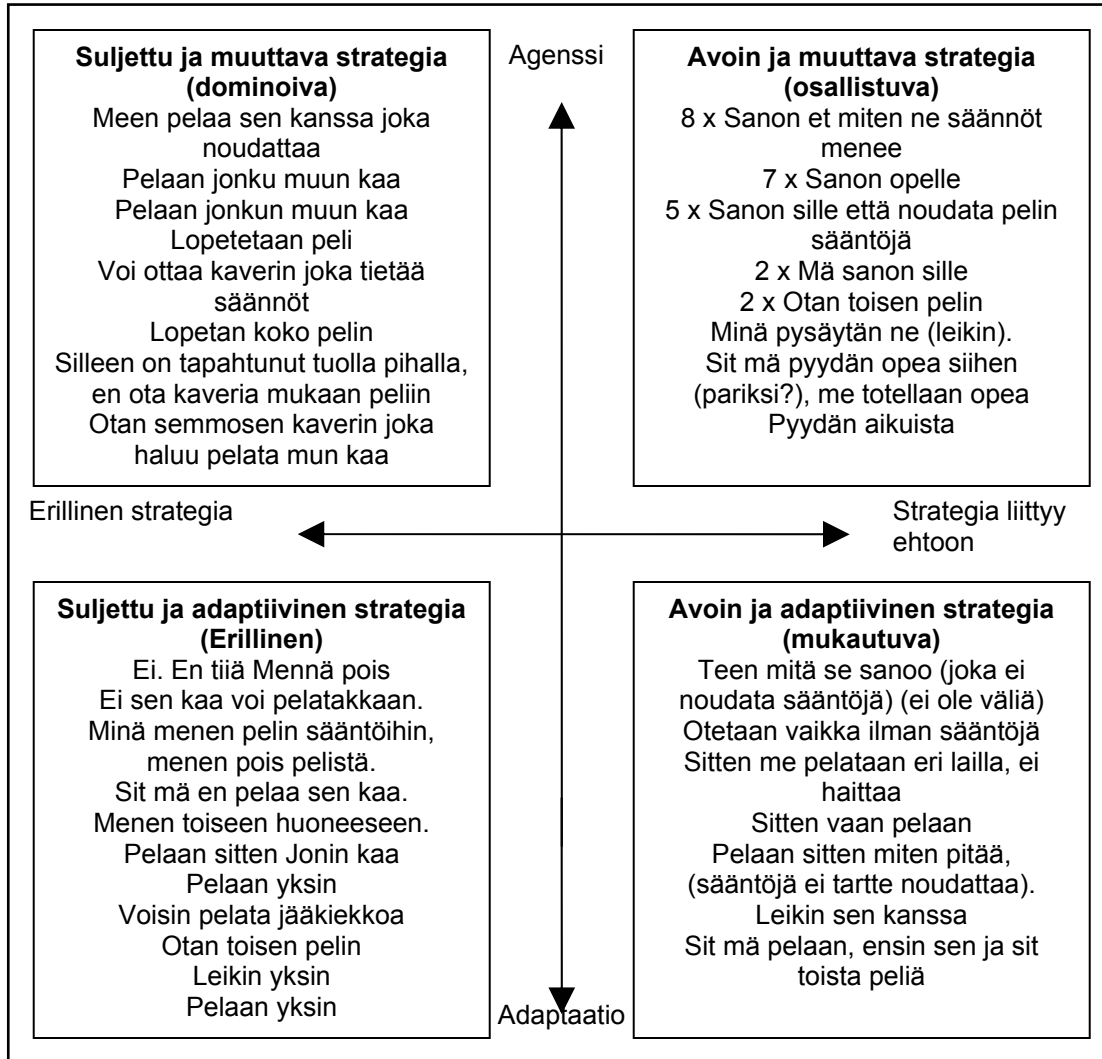 Suljettu ja muuttava strategia
(dominoiva)
Meen pelaa sen kanssa joka
noudattaa
Pelaan jonku muun kaa
Pelaan jonkun muun kaa
Lopetetaan peli
Voi ottaa kaverin joka tietää
säännöt
Lopetan koko pelin
Silleen on tapahtunut tuolla pihalla,
en ota kaveria mukaan peliin
Otan semmosen kaverin joka
haluu pelata mun kaa
Agenssi
Avoin ja muuttava strategia
(osallistuva)
8 x Sanon et miten ne säännöt
menee
7 x Sanon opelle
5 x Sanon sille että noudata pelin
sääntöjä
2 x Mä sanon sille
2 x Otan toisen pelin
Minä pysäytän ne (leikin).
Sit mä pyydän opea siihen
(pariksi?), me totellaan opea
Pyydän aikuista
Erillinen strategia
Strategia liittyy
ehtoon
Suljettu ja adaptiivinen strategia
(Erillinen)
Ei. En tiiä Mennä pois
Ei sen kaa voi pelatakkaan.
Minä menen pelin sääntöihin,
menen pois pelistä.
Sit mä en pelaa sen kaa.
Menen toiseen huoneeseen.
Pelaan sitten Jonin kaa
Pelaan yksin
Voisin pelata jääkiekkoa
Otan toisen pelin
Leikin yksin
Pelaan yksin
Adaptaatio
Avoin ja adaptiivinen strategia
(mukautuva)
Teen mitä se sanoo (joka ei
noudata sääntöjä) (ei ole väliä)
Otetaan vaikka ilman sääntöjä
Sitten me pelataan eri lailla, ei
haittaa
Sitten vaan pelaan
Pelaan sitten miten pitää,
(sääntöjä ei tartte noudattaa).
Leikin sen kanssa
Sit mä pelaan, ensin sen ja sit
toista peliä